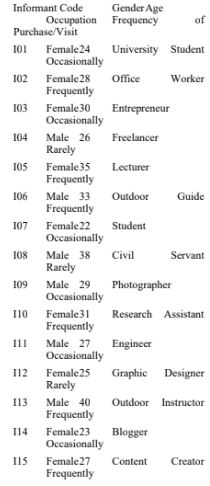 Informant Code Gender Age
Occupation Frequency of
Purchase/Visit
I01 Female24 University Student
Occasionally
I02 Female28 Office Worker
Frequently
I03 Female30 Entrepreneur
Occasionally
I04 Male 26 Freelancer
Rarely
I05 Female35 Lecturer
Frequently
I06 Male 33 Outdoor Guide
Frequently
I07 Female22 Student
Occasionally
I08 Male 38 Civil Servant
Rarely
I09 Male 29 Photographer
Occasionally
I10 Female31 Research Assistant
Frequently
I11 Male 27 Engineer
Occasionally
I12 Female25 Graphic Designer
Rarely
I13 Male 40 Outdoor Instructor
Frequently
I14 Female23 Blogger
Occasionally
I15 Female27 Content Creator
Frequently